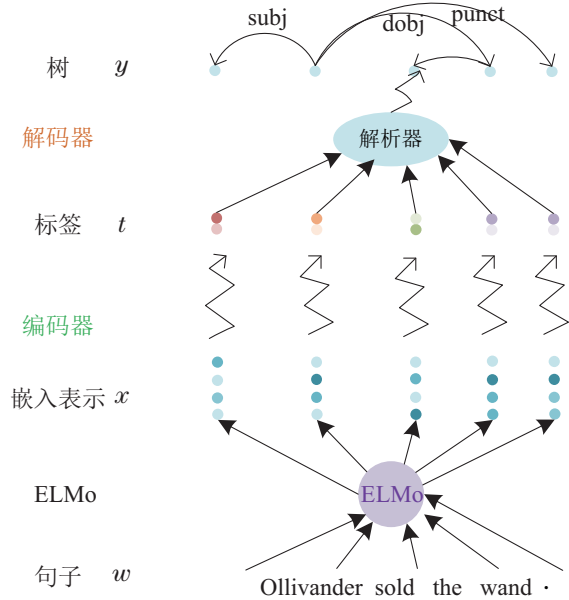 subj
dobj
punct
树 y
解码器
解析器
标签 t
编码器
嵌入表示 x
ELMo
ELMo
句子 w
Ollivander sold the wand .